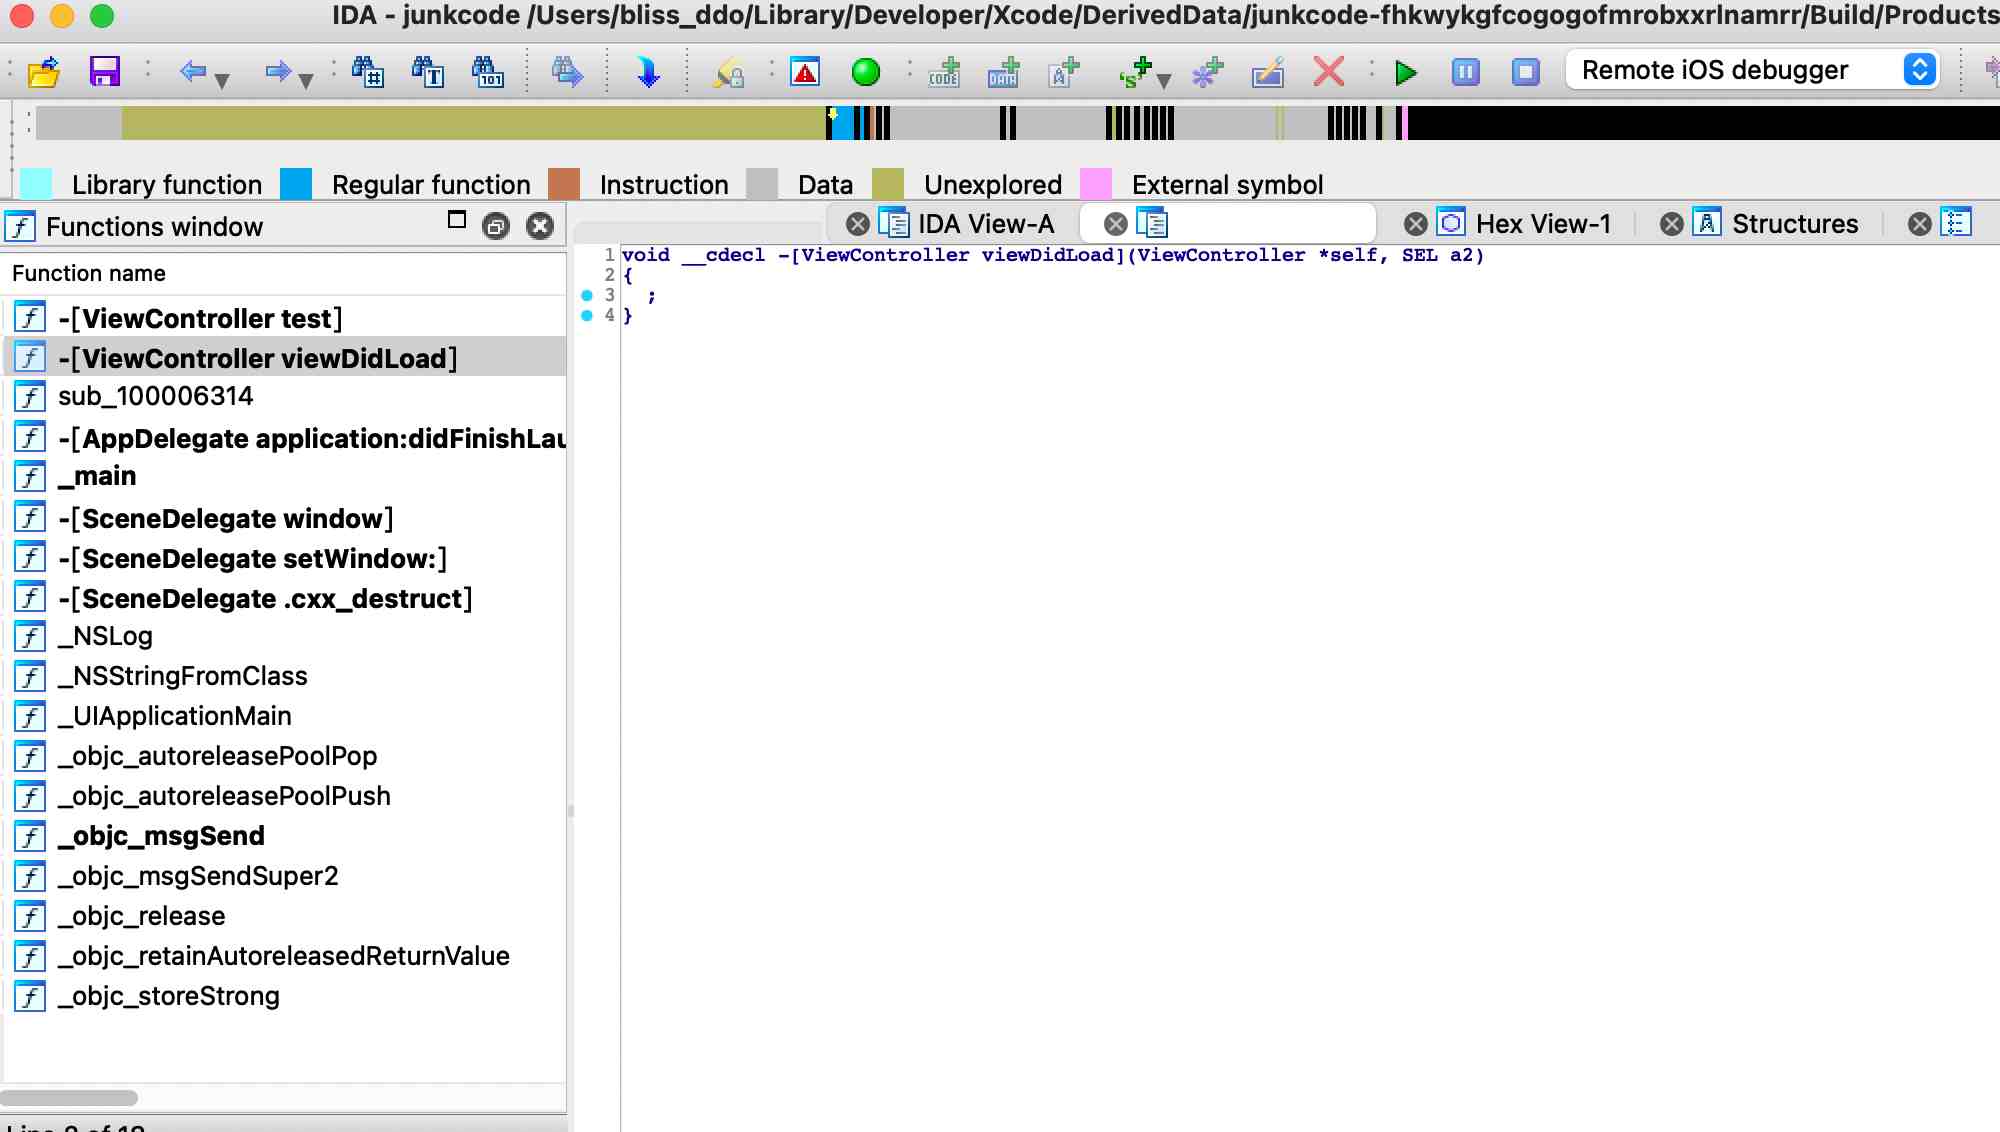 IDA - junkcode /Users/bliss_ddo/Library/Developer/Xcode/DerivedData/junkcode-fhkwykgfcogogofmrobxxrlnamrr/Build/Products
Remote iOS debugger
Library function Regular function Instruction Data Unexplored External symbol
Functions window
IDA View-A Hex View-1 Structures
Function name
-[ViewController test]
-[ViewController viewDidLoad]
sub_100006314
-[AppDelegate application:didFinishLau
_main
-[SceneDelegate window]
-[SceneDelegate setWindow:]
-[SceneDelegate .cxx_destruct]
_NSLog
_NSStringFromClass
_UIApplicationMain
_objc_autoreleasePoolPop
_objc_autoreleasePoolPush
_objc_msgSend
_objc_msgSendSuper2
_objc_release
_objc_retainAutoreleasedReturnValue
_objc_storeStrong
1 void __cdecl -[ViewController viewDidLoad](ViewController *self, SEL a2)
2 {
3 ;
4 }